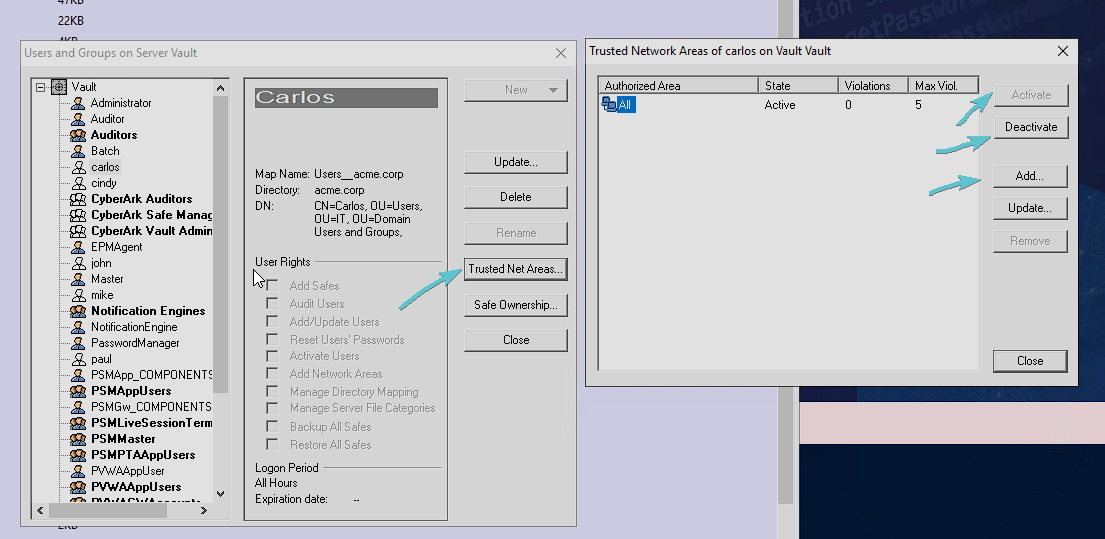 47KB
22KB
4KB
Users and Groups on Server Vault
Vault
Administrator
Auditor
Auditors
Batch
carlos
cindy
CyberArk Auditors
CyberArk Safe Manag
CyberArk Vault Admin
EPMAgent
john
Master
mike
Notification Engines
NotificationEngine
PasswordManager
paul
PSMApp_COMPONENTS
PSMAppUsers
PSMGw_COMPONENTS
PSMLiveSessionTerm
PSMMaster
PSMPTAAppUsers
PVWAAppUser
PVWAAppUsers
PVWAGWAccounts
Carlos
Map Name: Users__acme.corp
Directory: acme.corp
DN: CN=Carlos, OU=Users,
OU=IT, OU=Domain
Users and Groups,
User Rights
Add Safes
Audit Users
Add/Update Users
Reset Users' Passwords
Activate Users
Add Network Areas
Manage Directory Mapping
Manage Server File Categories
Backup All Safes
Restore All Safes
Logon Period
All Hours
Expiration date: --
New
Update...
Delete
Rename
Trusted Net Areas...
Safe Ownership...
Close
2KB
Trusted Network Areas of carlos on Vault Vault
Authorized Area State Violations Max Viol.
All Active 0 5
Activate
Deactivate
Add...
Update...
Remove
Close
getPassword